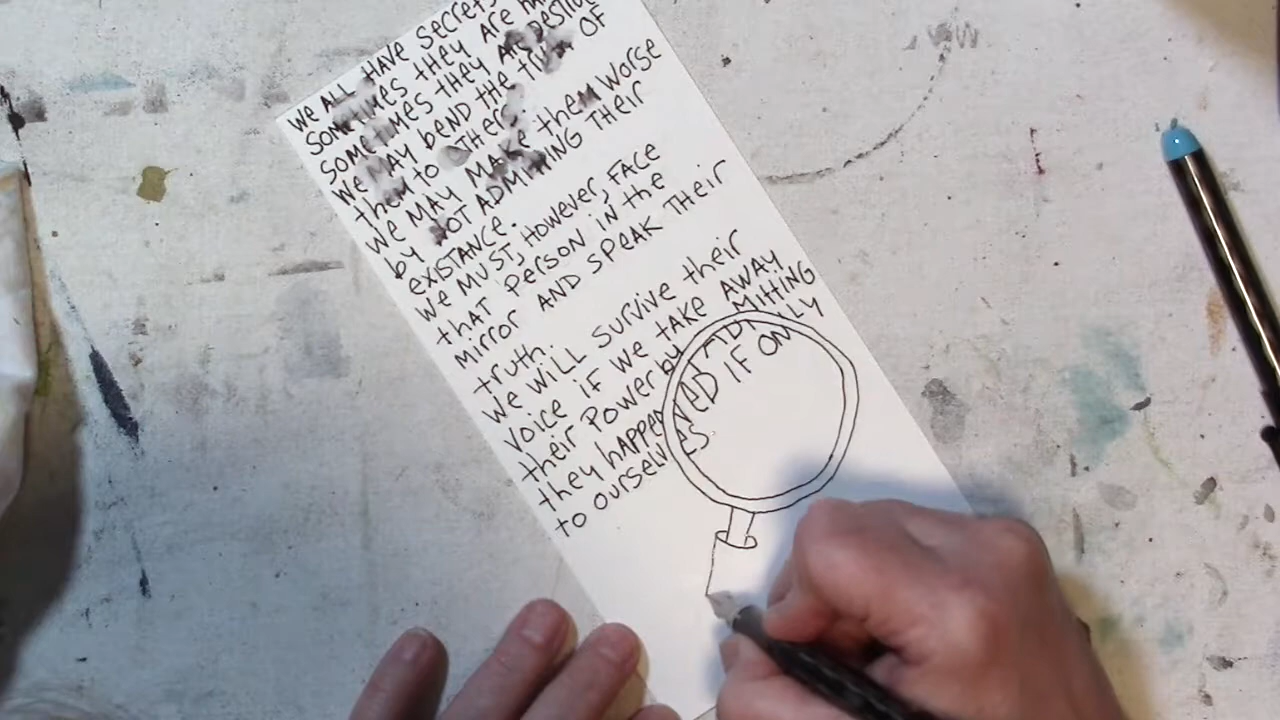 WE ALL HAVE SECRETS
SOMETIMES THEY ARE
SOMETIMES THEY ARE
WE MAY BEND THE TRUTH OF
them to OTHERS.
WE MAY MAKE them WORSE
by NOT ADMITTING THEIR
EXISTANCE.
WE MUST, HOWEVER, FACE
tHAT PERSON IN the
MIRROR AND SPEAK THEIR
truth.
WE WILL SURVIVE their
VOICE IF WE tAKE AWAY
their POWER by ADMITTING
they HAPPENED IF ONLY
to OURSELVES.